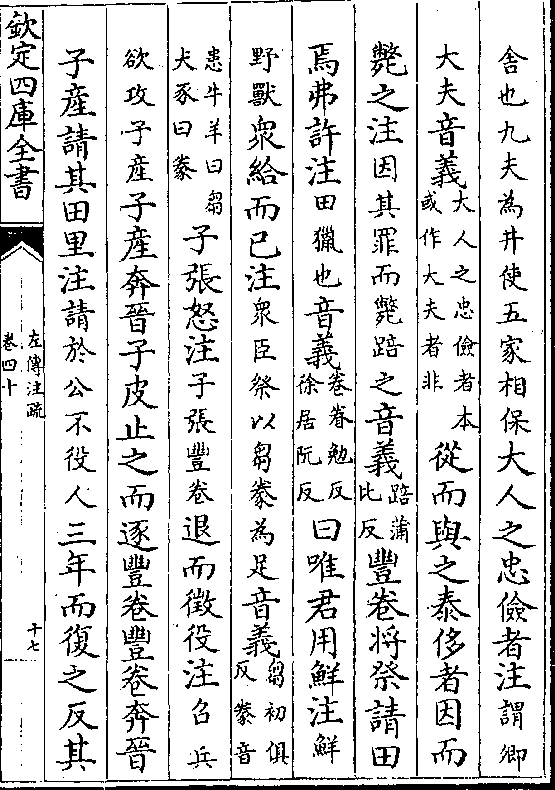 舎也九夫為井使五家相保大人之忠儉者注謂卿
大夫音義大人之忠儉者本或作大夫者非從而與之泰侈者因而
斃之注因其罪而斃踣之音義踣蒲比反豐卷将祭請田
焉弗許注田獵也音義卷眷勉反徐居阮反曰唯君用鮮注鮮
野獸衆給而已注衆臣祭以芻豢為足音義芻初俱反豢音
患牛羊曰芻犬豕曰豢子張怒注子張豐卷退而徵役注召兵
欲攻子産子産奔晉子皮止之而逐豐卷豐卷奔晉
子産請其田里注請於公不役人三年而復之反其
欽定四庫全書
左傳注疏
卷四十
十七